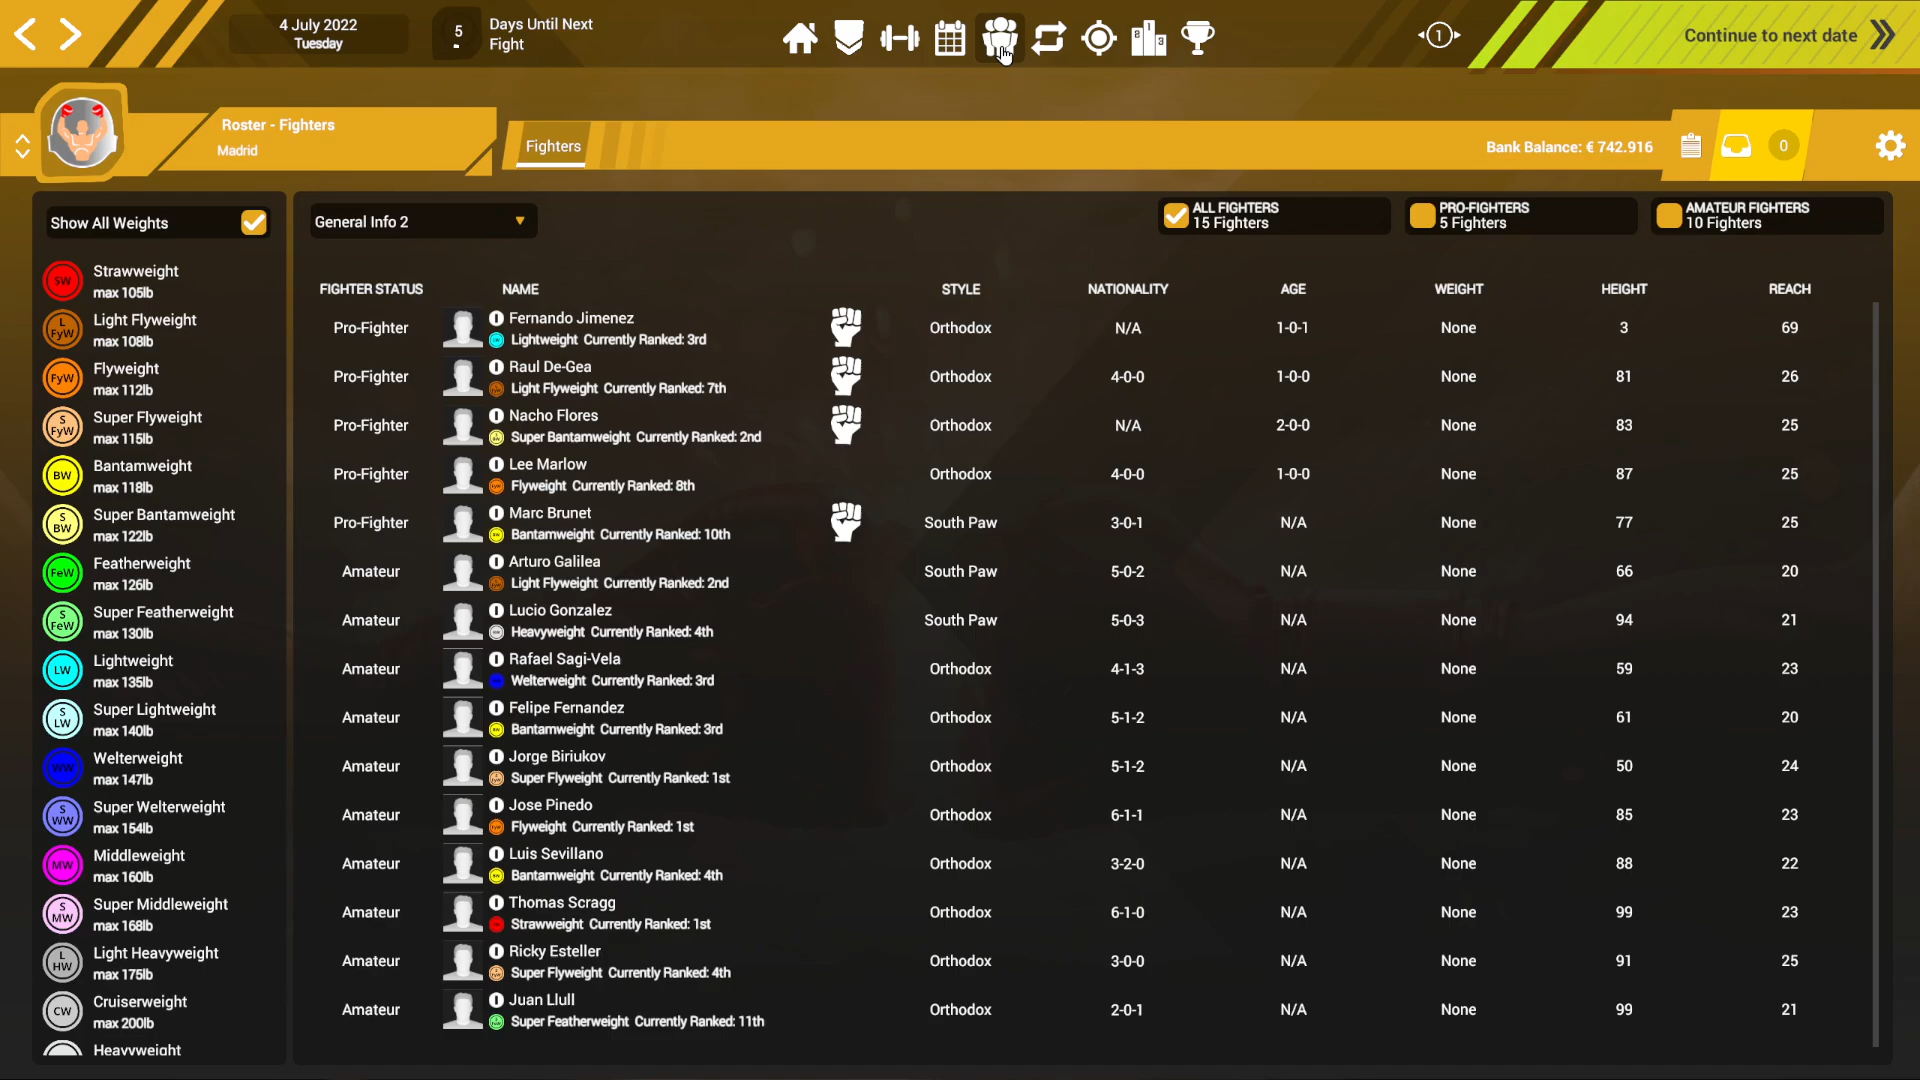 4 July 2022
Tuesday
5
Days Until Next
Fight
8
1
3
1
Continue to next date
Roster - Fighters
Madrid
Fighters
Bank Balance: € 742.916
0
Show All Weights
General Info 2
ALL FIGHTERS
15 Fighters
PRO-FIGHTERS
5 Fighters
AMATEUR FIGHTERS
10 Fighters
SW
Strawweight
max 105lb
L
FyW
Light Flyweight
max 108lb
FyW
Flyweight
max 112lb
S
FyW
Super Flyweight
max 115lb
BW
Bantamweight
max 118lb
S
BW
Super Bantamweight
max 122lb
FeW
Featherweight
max 126lb
S
FeW
Super Featherweight
max 130lb
LW
Lightweight
max 135lb
S
LW
Super Lightweight
max 140lb
WW
Welterweight
max 147lb
S
WW
Super Welterweight
max 154lb
MW
Middleweight
max 160lb
S
MW
Super Middleweight
max 168lb
L
HW
Light Heavyweight
max 175lb
CW
Cruiserweight
max 200lb
Heavyweight
FIGHTER STATUS NAME STYLE NATIONALITY AGE WEIGHT HEIGHT REACH
Pro-Fighter Fernando Jimenez Orthodox N/A 1-0-1 None 3 69
Lightweight Currently Ranked: 3rd
Pro-Fighter Raul De-Gea Orthodox 4-0-0 1-0-0 None 81 26
Light Flyweight Currently Ranked: 7th
Pro-Fighter Nacho Flores Orthodox N/A 2-0-0 None 83 25
Super Bantamweight Currently Ranked: 2nd
Pro-Fighter Lee Marlow Orthodox 4-0-0 1-0-0 None 87 25
Flyweight Currently Ranked: 8th
Pro-Fighter Marc Brunet South Paw 3-0-1 N/A None 77 25
Bantamweight Currently Ranked: 10th
Amateur Arturo Galilea South Paw 5-0-2 N/A None 66 20
Light Flyweight Currently Ranked: 2nd
Amateur Lucio Gonzalez South Paw 5-0-3 N/A None 94 21
Heavyweight Currently Ranked: 4th
Amateur Rafael Sagi-Vela Orthodox 4-1-3 N/A None 59 23
Welterweight Currently Ranked: 3rd
Amateur Felipe Fernandez Orthodox 5-1-2 N/A None 61 20
Bantamweight Currently Ranked: 3rd
Amateur Jorge Biriukov Orthodox 5-1-2 N/A None 50 24
Super Flyweight Currently Ranked: 1st
Amateur Jose Pinedo Orthodox 6-1-1 N/A None 85 23
Flyweight Currently Ranked: 1st
Amateur Luis Sevillano Orthodox 3-2-0 N/A None 88 22
Bantamweight Currently Ranked: 4th
Amateur Thomas Scragg Orthodox 6-1-0 N/A None 99 23
Strawweight Currently Ranked: 1st
Amateur Ricky Esteller Orthodox 3-0-0 N/A None 91 25
Super Flyweight Currently Ranked: 4th
Amateur Juan Llull Orthodox 2-0-1 N/A None 99 21
Super Featherweight Currently Ranked: 11th